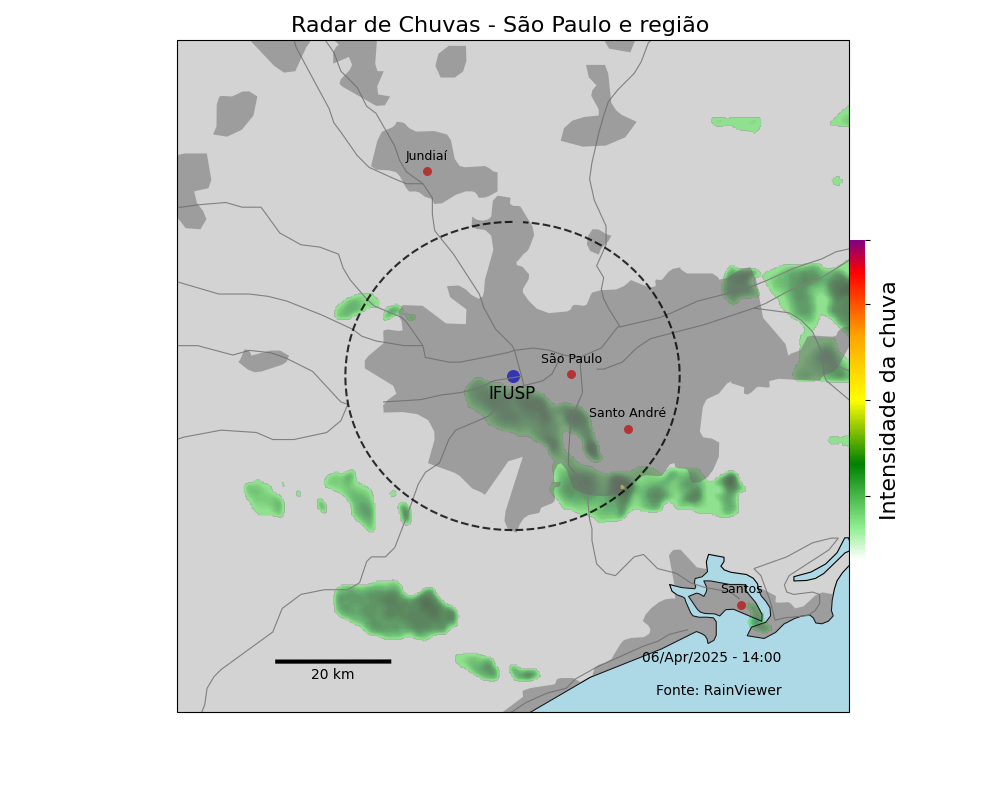 Radar de Chuvas - São Paulo e região
Jundiaí
São Paulo
IFUSP
Santo André
Intensidade da chuva
Santos
20 km
06/Apr/2025 - 14:00
Fonte: RainViewer